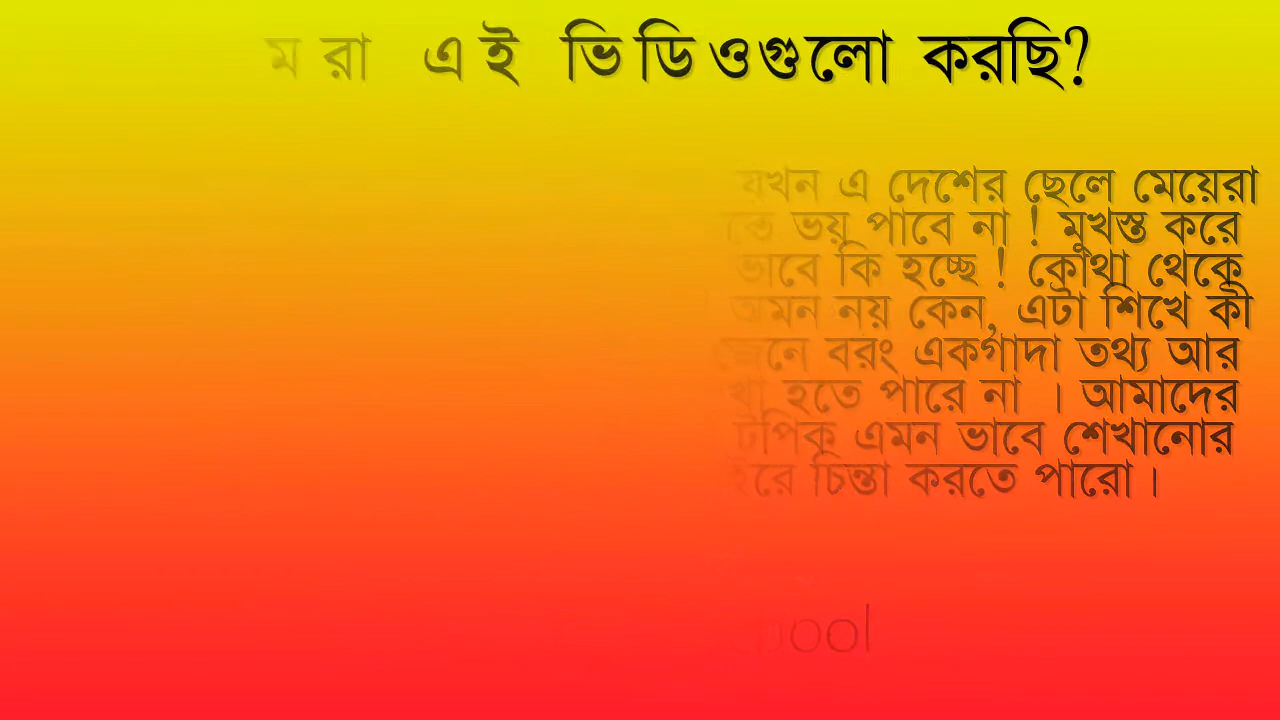 এই ভিডিওগুলো করছি?
যখন এ দেশের ছেলে মেয়েরা
ভয় পাবে না ! মুখস্ত করে
ভাবে কি হচ্ছে ! কোথা থেকে
অমন নয় কেন, এটা শিখে কী
জেনে বরং একগাদা তথ্য আর
হতে পারে না । আমাদের
টপিক এমন ভাবে শেখানোর
চিন্তা করতে পারো।